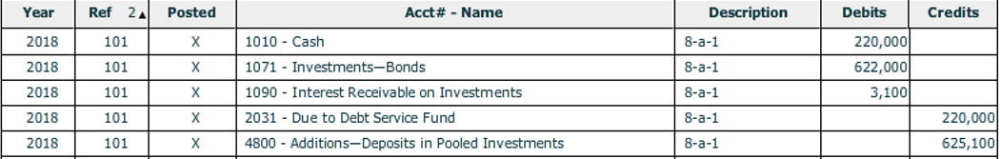 Year Ref 2▲ Posted Acct# - Name Description Debits Credits
2018 101 X 1010 - Cash 8-a-1 220,000
2018 101 X 1071 - Investments—Bonds 8-a-1 622,000
2018 101 X 1090 - Interest Receivable on Investments 8-a-1 3,100
2018 101 X 2031 - Due to Debt Service Fund 8-a-1 220,000
2018 101 X 4800 - Additions—Deposits in Pooled Investments 8-a-1 625,100